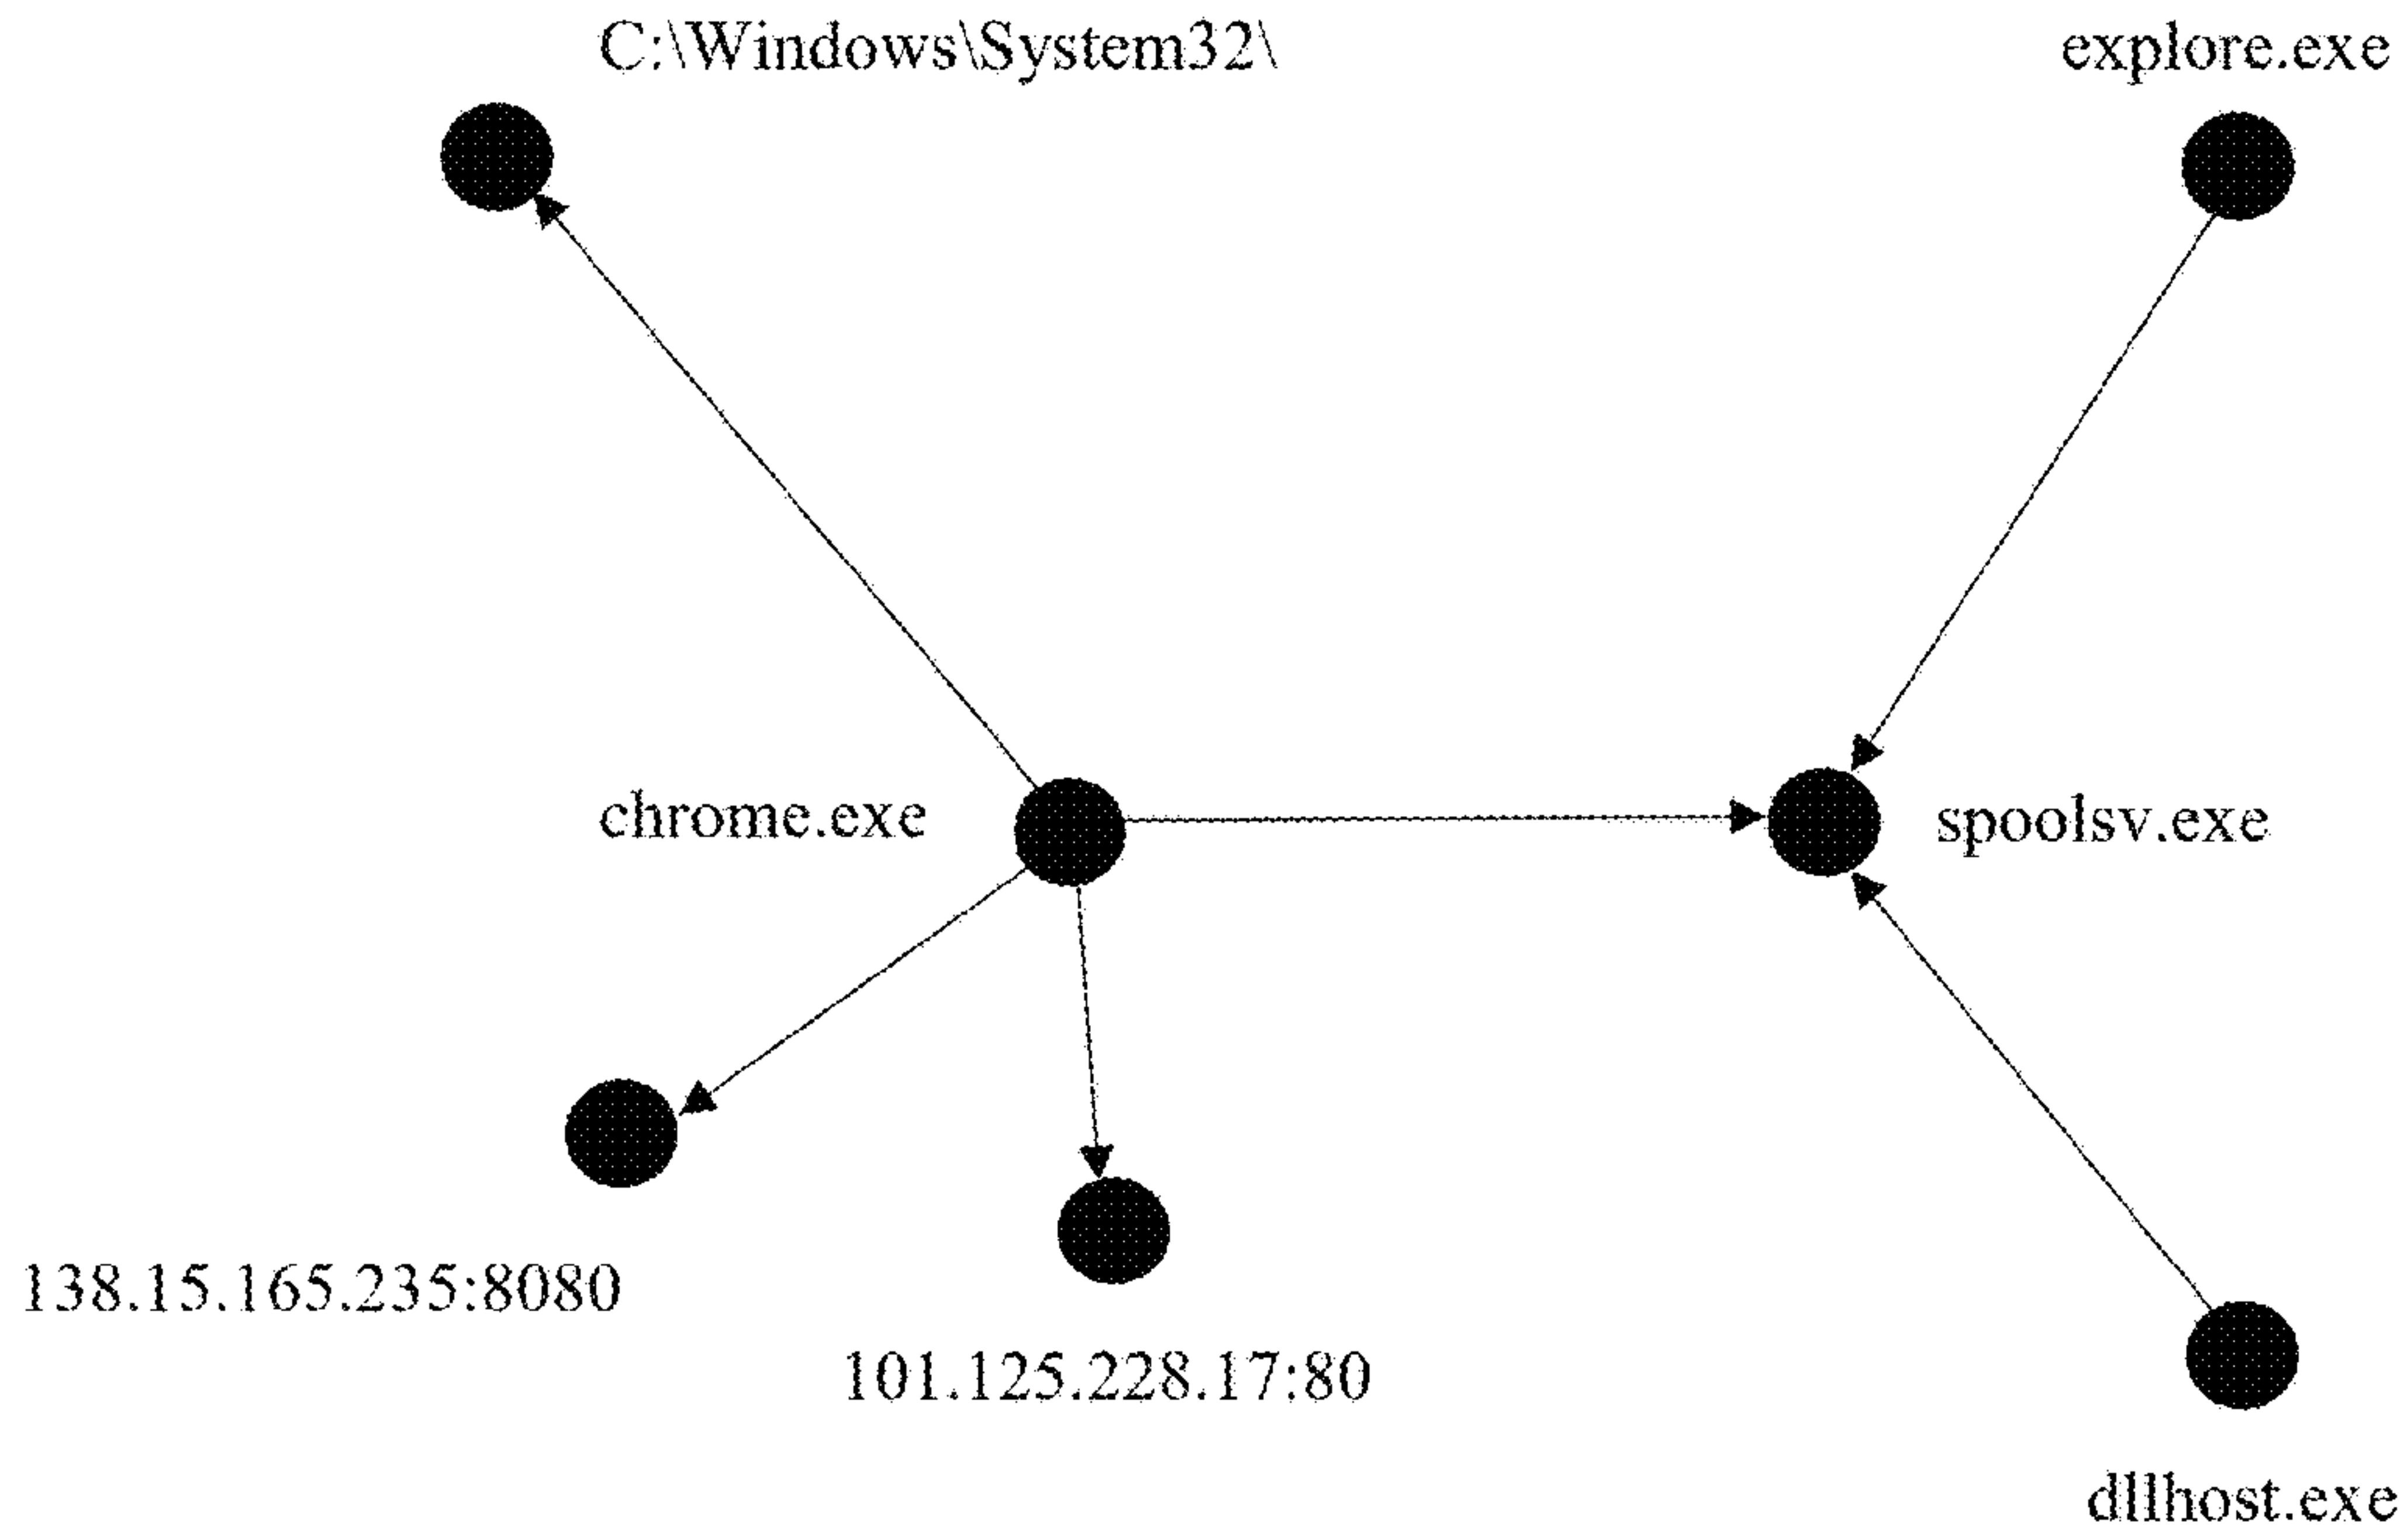 C:\Windows\System32\
explore.exe
chrome.exe
spoolsv.exe
138.15.165.235:8080
101.125.228.17:80
dllhost.exe